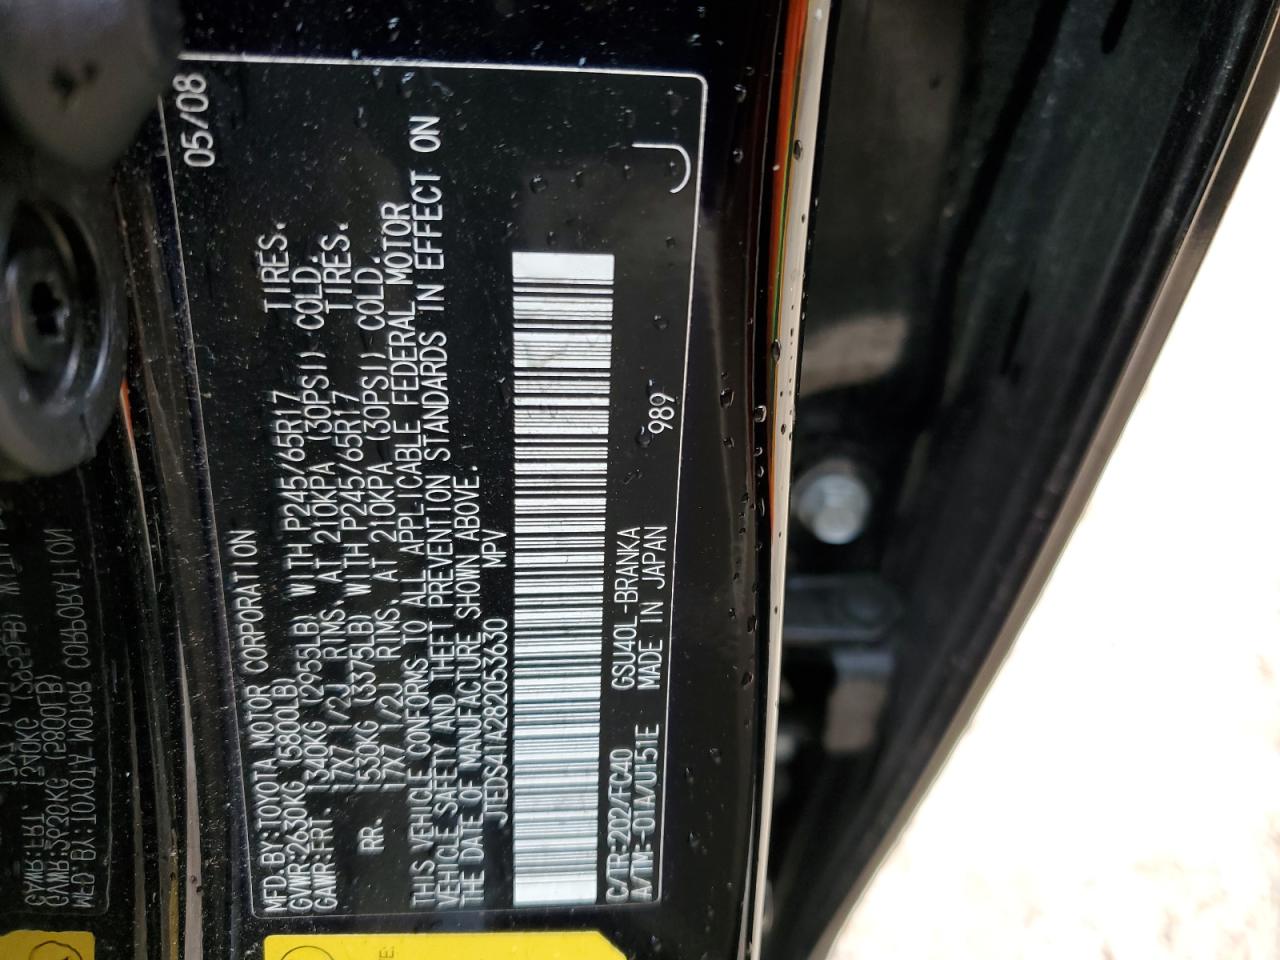 MFD.BY:TOYOTA MOTOR CORPORATION 05/08
GVWR:2630KG (5800LB)
GAWR:FRT. 1340KG (2955LB) WITH P245/65R17 TIRES.
17X7 1/2J RIMS, AT 210KPA (30PSI) COLD.
RR. 1530KG (3375LB) WITH P245/65R17 TIRES.
17X7 1/2J RIMS, AT 210KPA (30PSI) COLD.
THIS VEHICLE CONFORMS TO ALL APPLICABLE FEDERAL MOTOR
VEHICLE SAFETY AND THEFT PREVENTION STANDARDS IN EFFECT ON
THE DATE OF MANUFACTURE SHOWN ABOVE.
JTEDS41A282053630 MPV
C/TR:202/FC40 GSU40L-BRANKA
A/TM:-01A/U151E MADE IN JAPAN 989 J